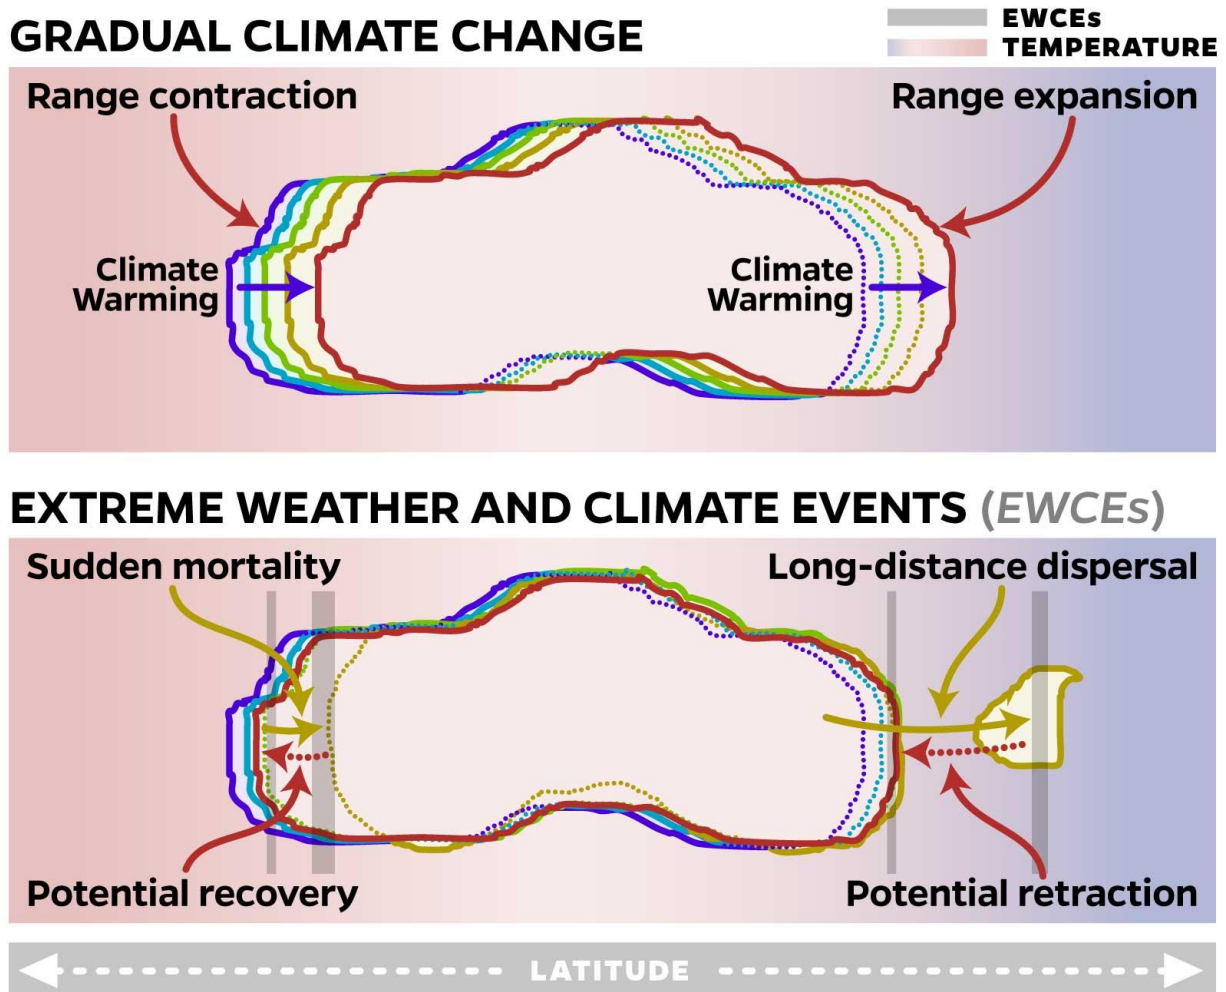 GRADUAL CLIMATE CHANGE
EWCEs
TEMPERATURE
Range contraction
Range expansion
Climate
Warming
Climate
Warming
EXTREME WEATHER AND CLIMATE EVENTS (EWCEs)
Sudden mortality
Long-distance dispersal
Potential recovery
Potential retraction
LATITUDE